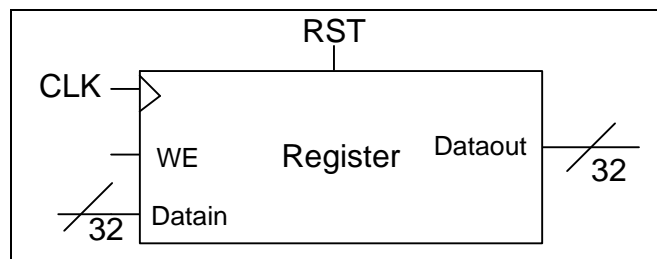 RST
CLK
WE
Register
Dataout
32
Datain
32